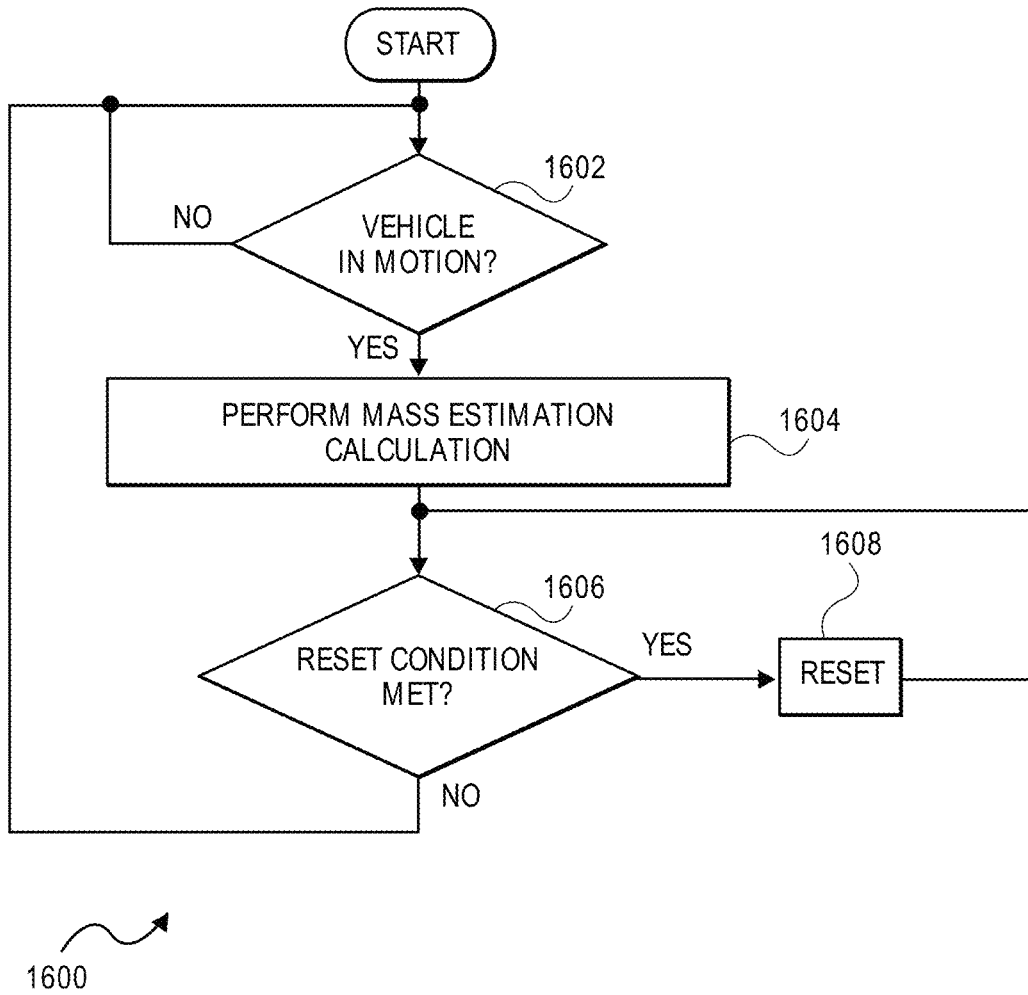 START
1602
NO
VEHICLE
IN MOTION?
YES
PERFORM MASS ESTIMATION
CALCULATION
1604
1608
1606
YES
RESET CONDITION
MET?
RESET
NO
1600